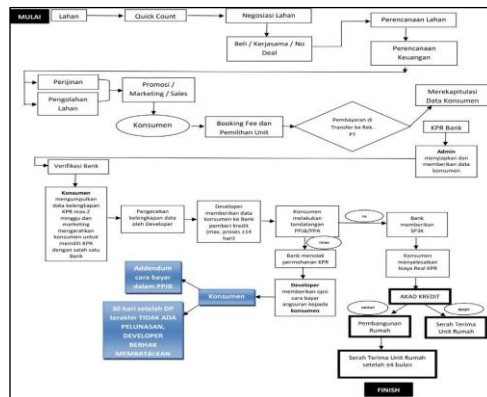 MULAI
Lahan
Quick Count
Negosiasi Lahan
Perencanaan Lahan
Beli / Kerjasama / No
Deal
Perencanaan
Keuangan
Perijinan
Pengolahan
Lahan
Promosi /
Marketing /
Sales
Konsumen
Booking Fee dan
Pemilihan Unit
Pembayaran di
Transfer ke Rek.
PT
Merekapitulasi
Data Konsumen
KPR Bank
Admin
menyiapkan dan
memberikan data
konsumen
Verifikasi Bank
Konsumen
mengumpulkan
data kelengkapan
KPR max 2
minggu dan
marketing
mengarahkan
konsumen untuk
memilih KPR
dengan salah satu
Bank
Pengecekan
kelengkapan data
oleh Developer
Developer
memberikan data
konsumen ke Bank
pemberi kredit
(max. proses ±14
hari)
Konsumen
melakukan
tandatangan
PPJB/PPA
Bank
memberikan
SP3K
Bank menolak
permohonan KPR
Konsumen
menyelesaikan
biaya Real KPR
Developer
memberikan opsi
cara bayar
angsuran kepada
konsumen
Konsumen
Addendum
cara bayar
dalam PPJB
30 hari setelah DP
terakhir TIDAK ADA
PELUNASAN,
DEVELOPER
BERHAK
MEMBATALKAN
AKAD KREDIT
Pembangunan
Rumah
Serah Terima
Unit Rumah
Serah Terima Unit Rumah
setelah ±4 bulan
FINISH